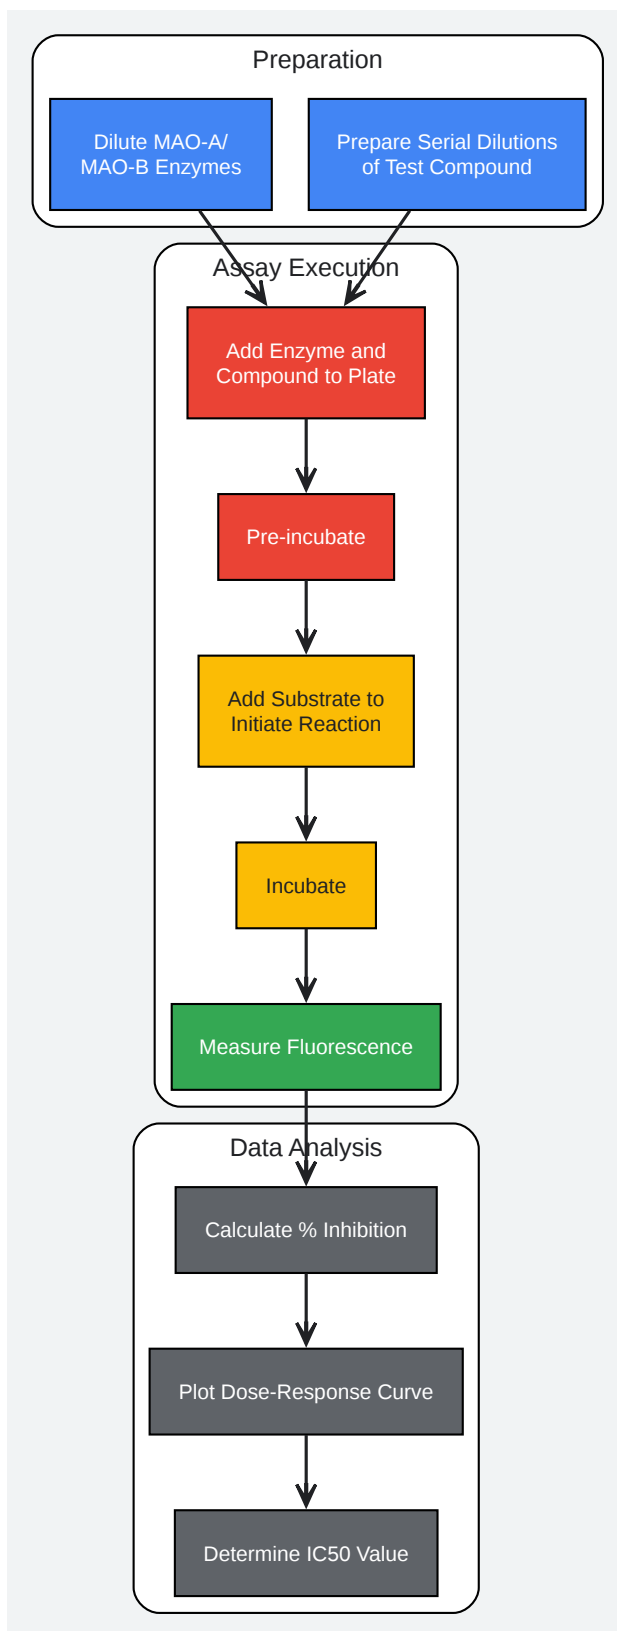 Preparation
Dilute MAO-A/
MAO-B Enzymes
Prepare Serial Dilutions
of Test Compound
Assay Execution
Add Enzyme and
Compound to Plate
Pre-incubate
Add Substrate to
Initiate Reaction
Incubate
Measure Fluorescence
Data Analysis
Calculate % Inhibition
Plot Dose-Response Curve
Determine IC50 Value